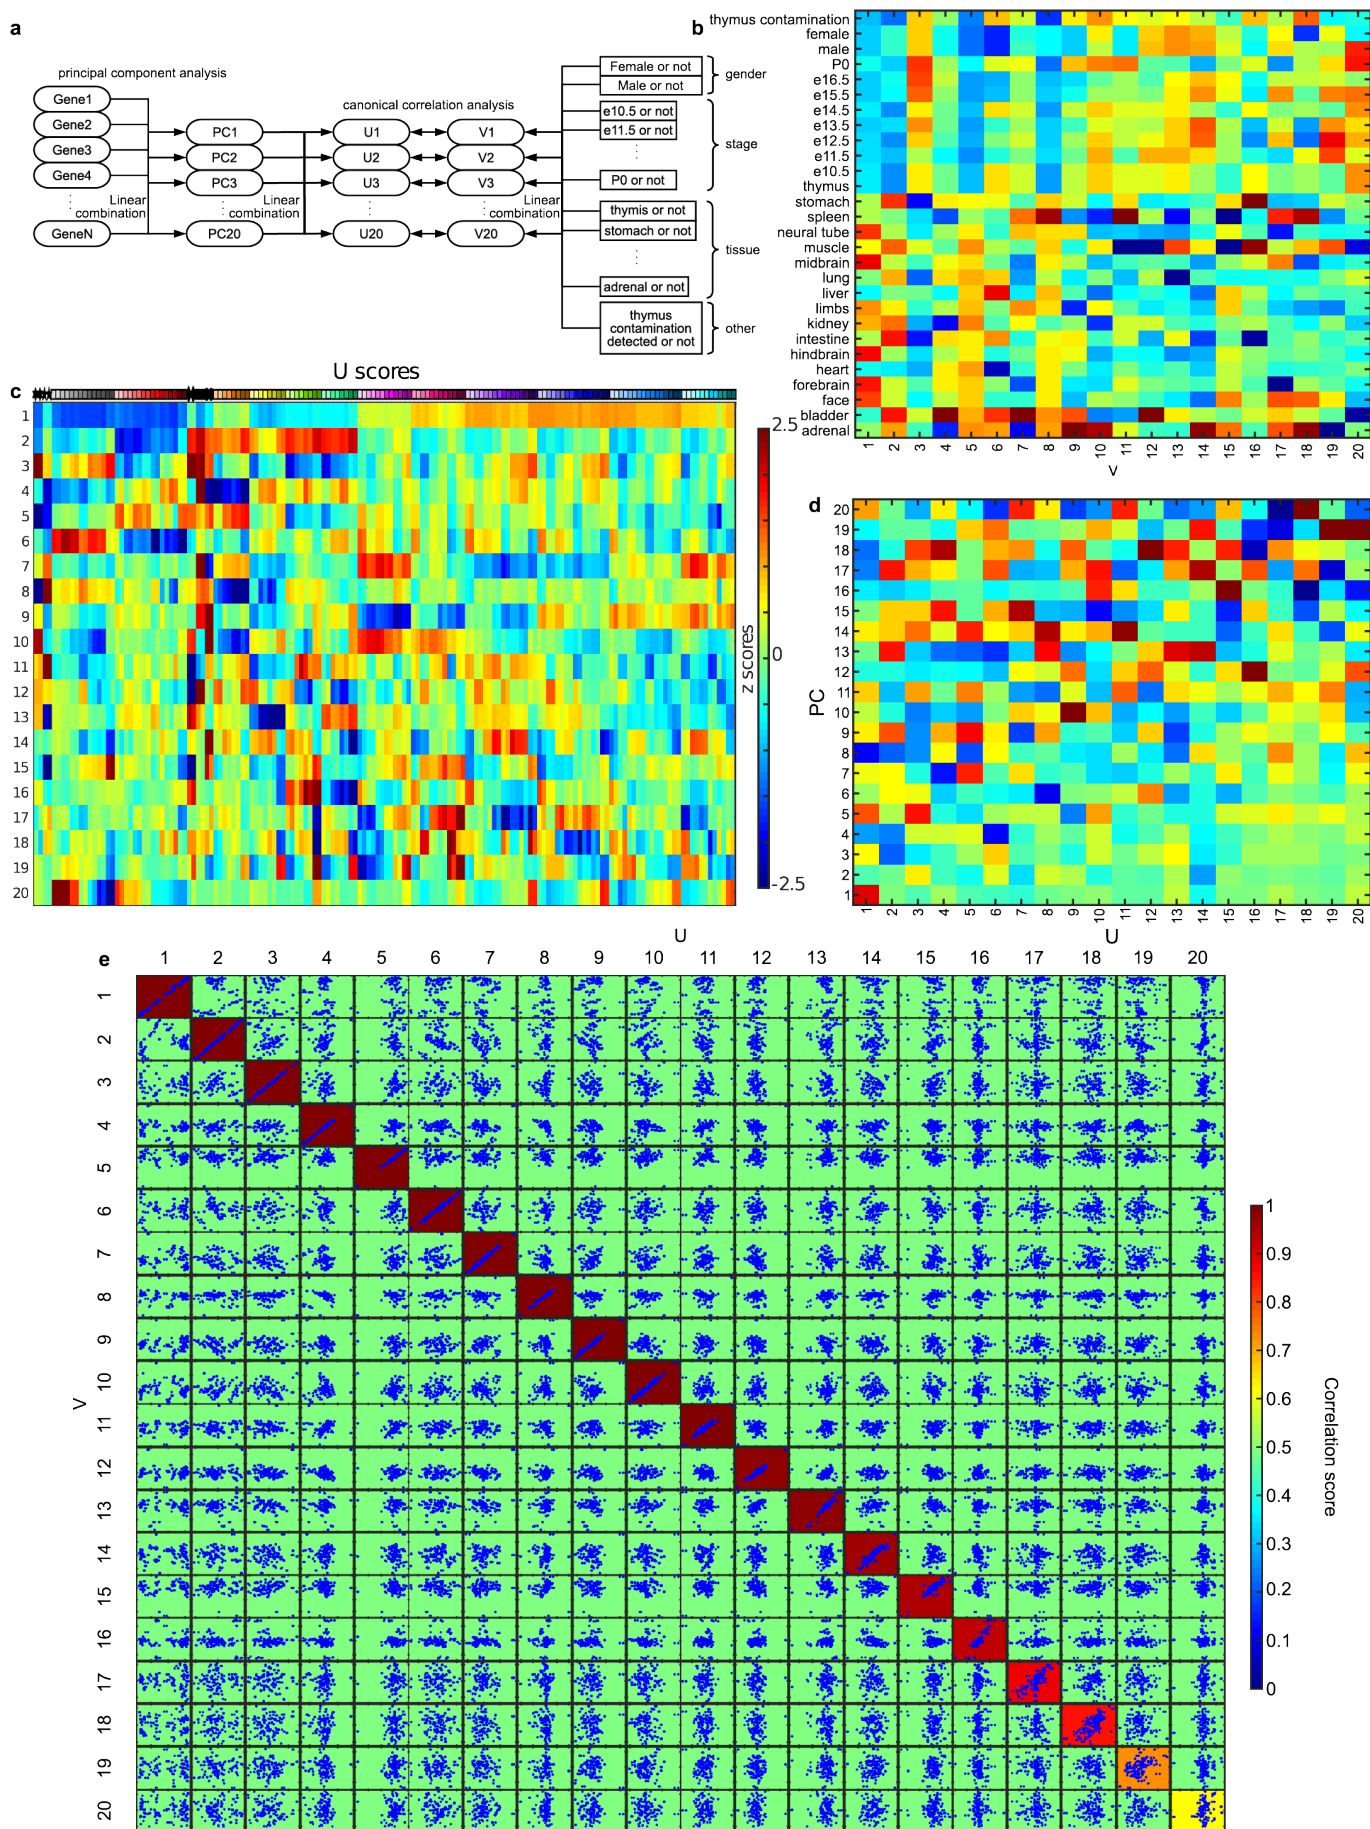 a
principal component analysis
canonical correlation analysis
Gene1
Gene2
Gene3
Gene4
GeneN
Linear
combination
PC1
PC2
PC3
PC20
Linear
combination
U1
U2
U3
U20
V1
V2
V3
V20
Linear
combination
Female or not
Male or not
gender
e10.5 or not
e11.5 or not
P0 or not
stage
thymis or not
stomach or not
adrenal or not
tissue
thymus
contamination
detected or not
other
b
thymus contamination
female
male
P0
e16.5
e15.5
e14.5
e13.5
e12.5
e11.5
e10.5
thymus
stomach
spleen
neural tube
muscle
midbrain
lung
liver
limbs
kidney
intestine
hindbrain
heart
forebrain
face
bladder
adrenal
1 2 3 4 5 6 7 8 9 10 11 12 13 14 15 16 17 18 19 20
V
c
U scores
1
2
3
4
5
6
7
8
9
10
11
12
13
14
15
16
17
18
19
20
2.5
0
-2.5
z scores
d
20
19
18
17
16
15
14
13
12
11
10
9
8
7
6
5
4
3
2
1
PC
1 2 3 4 5 6 7 8 9 10 11 12 13 14 15 16 17 18 19 20
U
e
U
1 2 3 4 5 6 7 8 9 10 11 12 13 14 15 16 17 18 19 20
1
2
3
4
5
6
7
8
9
10
11
12
13
14
15
16
17
18
19
20
V
1
0.9
0.8
0.7
0.6
0.5
0.4
0.3
0.2
0.1
0
Correlation score